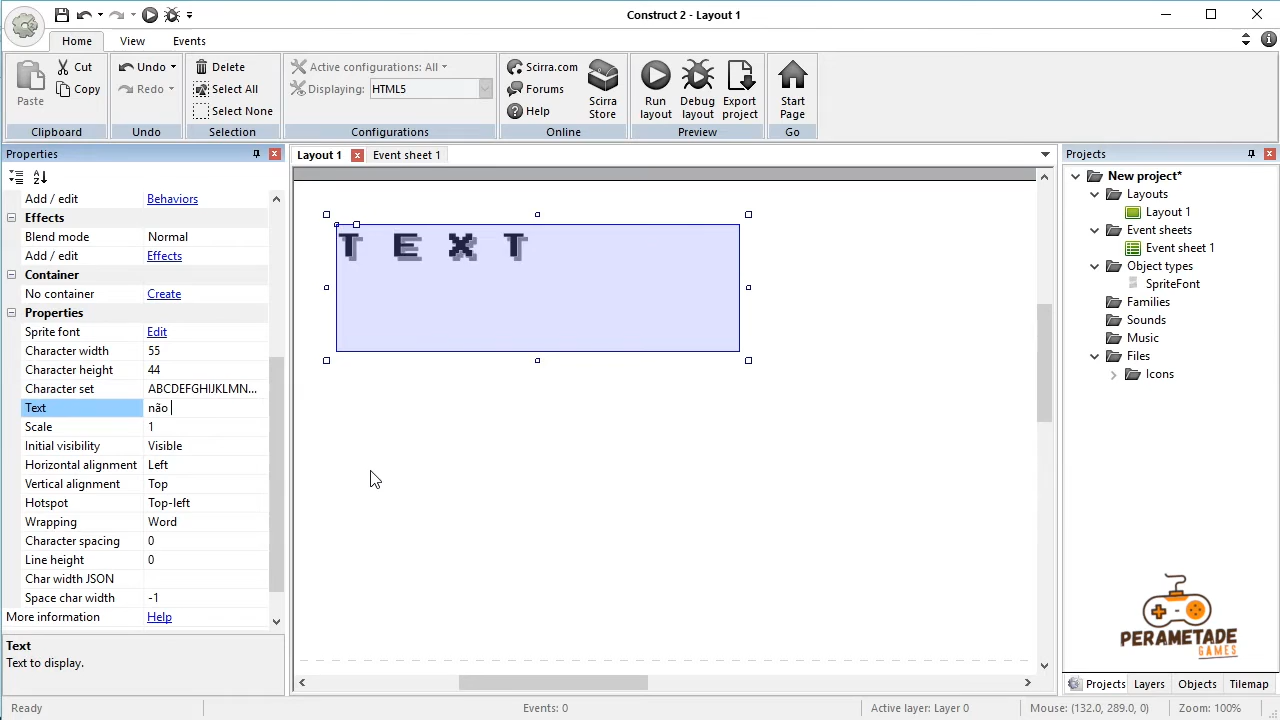 Construct 2 - Layout 1
Home View Events
Paste Cut Copy Clipboard
Undo Redo Undo
Delete Select All Select None Selection
Active configurations: All
Displaying: HTML5
Configurations
Scirra.com Forums Help Scirra Store Online
Run layout Debug layout Export project Preview
Start Page Go
Properties
Layout 1 Event sheet 1
Projects
Add / edit Behaviors
Effects
Blend mode Normal
Add / edit Effects
Container
No container Create
Properties
Sprite font Edit
Character width 55
Character height 44
Character set ABCDEFGHIJKLMN...
Text não
Scale 1
Initial visibility Visible
Horizontal alignment Left
Vertical alignment Top
Hotspot Top-left
Wrapping Word
Character spacing 0
Line height 0
Char width JSON
Space char width -1
More information Help
Text
Text to display.
T E X T
New project*
Layouts
Layout 1
Event sheets
Event sheet 1
Object types
SpriteFont
Families
Sounds
Music
Files
Icons
PERAMETADE
GAMES
Projects Layers Objects Tilemap
Ready Events: 0 Active layer: Layer 0 Mouse: (132.0, 289.0, 0) Zoom: 100%